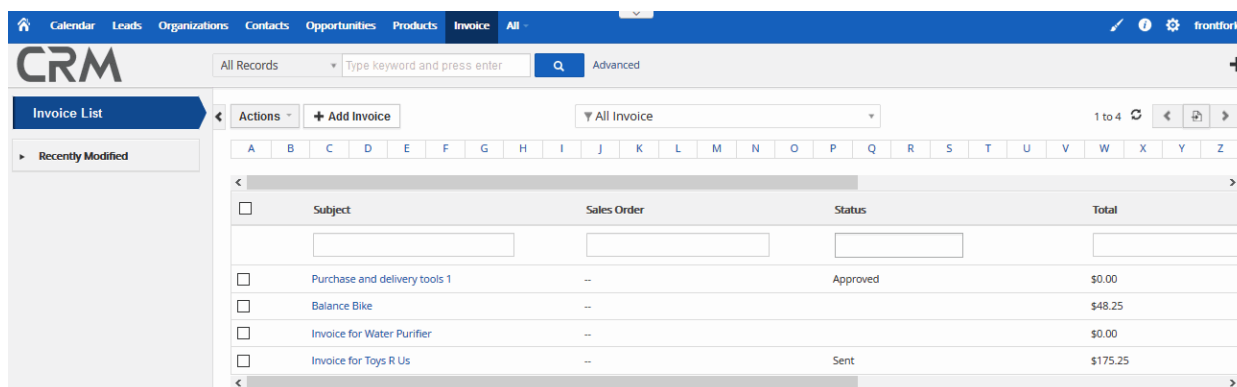 Calendar Leads Organizations Contacts Opportunities Products Invoice All
CRM
All Records
Type keyword and press enter
Advanced
Invoice List
Recently Modified
Actions
Add Invoice
All Invoice
1 to 4
A B C D E F G H I J K L M N O P Q R S T U V W X Y Z
Subject Sales Order Status Total
Purchase and delivery tools 1 -- Approved $0.00
Balance Bike -- $48.25
Invoice for Water Purifier -- $0.00
Invoice for Toys R Us -- Sent $175.25